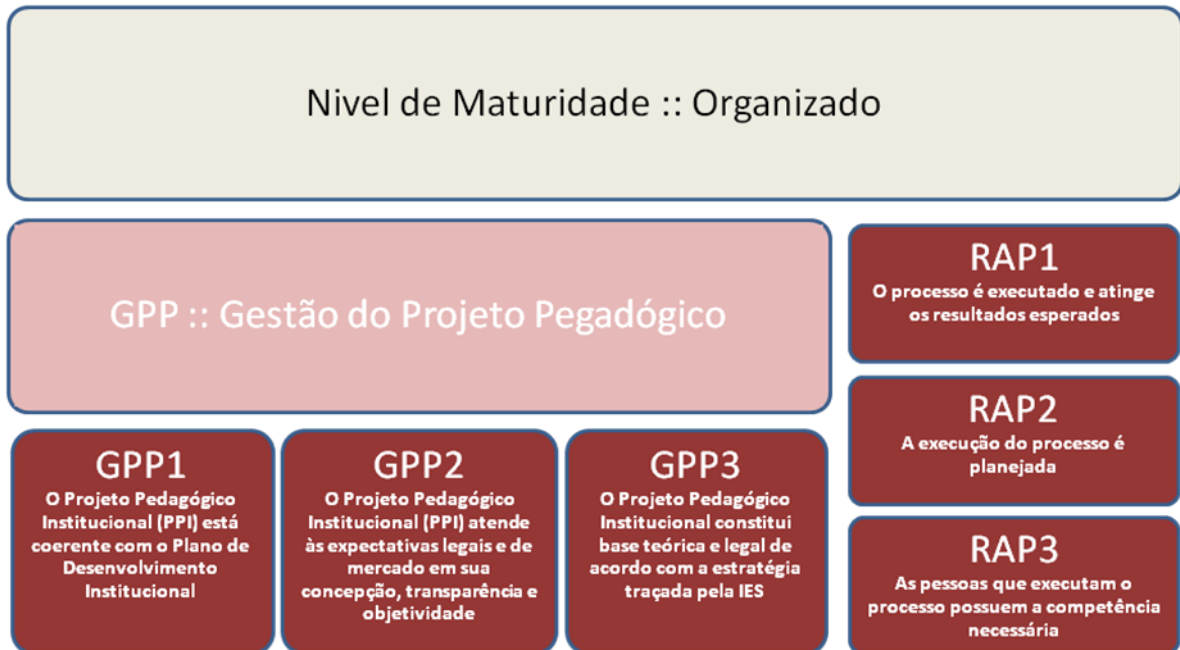 Nivel de Maturidade :: Organizado
GPP :: Gestão do Projeto Pegadógico
RAP1
O processo é executado e atinge
os resultados esperados
RAP2
A execução do processo é
planejada
RAP3
As pessoas que executam o
processo possuem a competência
necessária
GPP1
O Projeto Pedagógico
Institucional (PPI) está
coerente com o Plano de
Desenvolvimento
Institucional
GPP2
O Projeto Pedagógico
Institucional (PPI) atende
às expectativas legais e de
mercado em sua
concepção, transparência e
objetividade
GPP3
O Projeto Pedagógico
Institucional constitui
base teórica e legal de
acordo com a estratégia
traçada pela IES